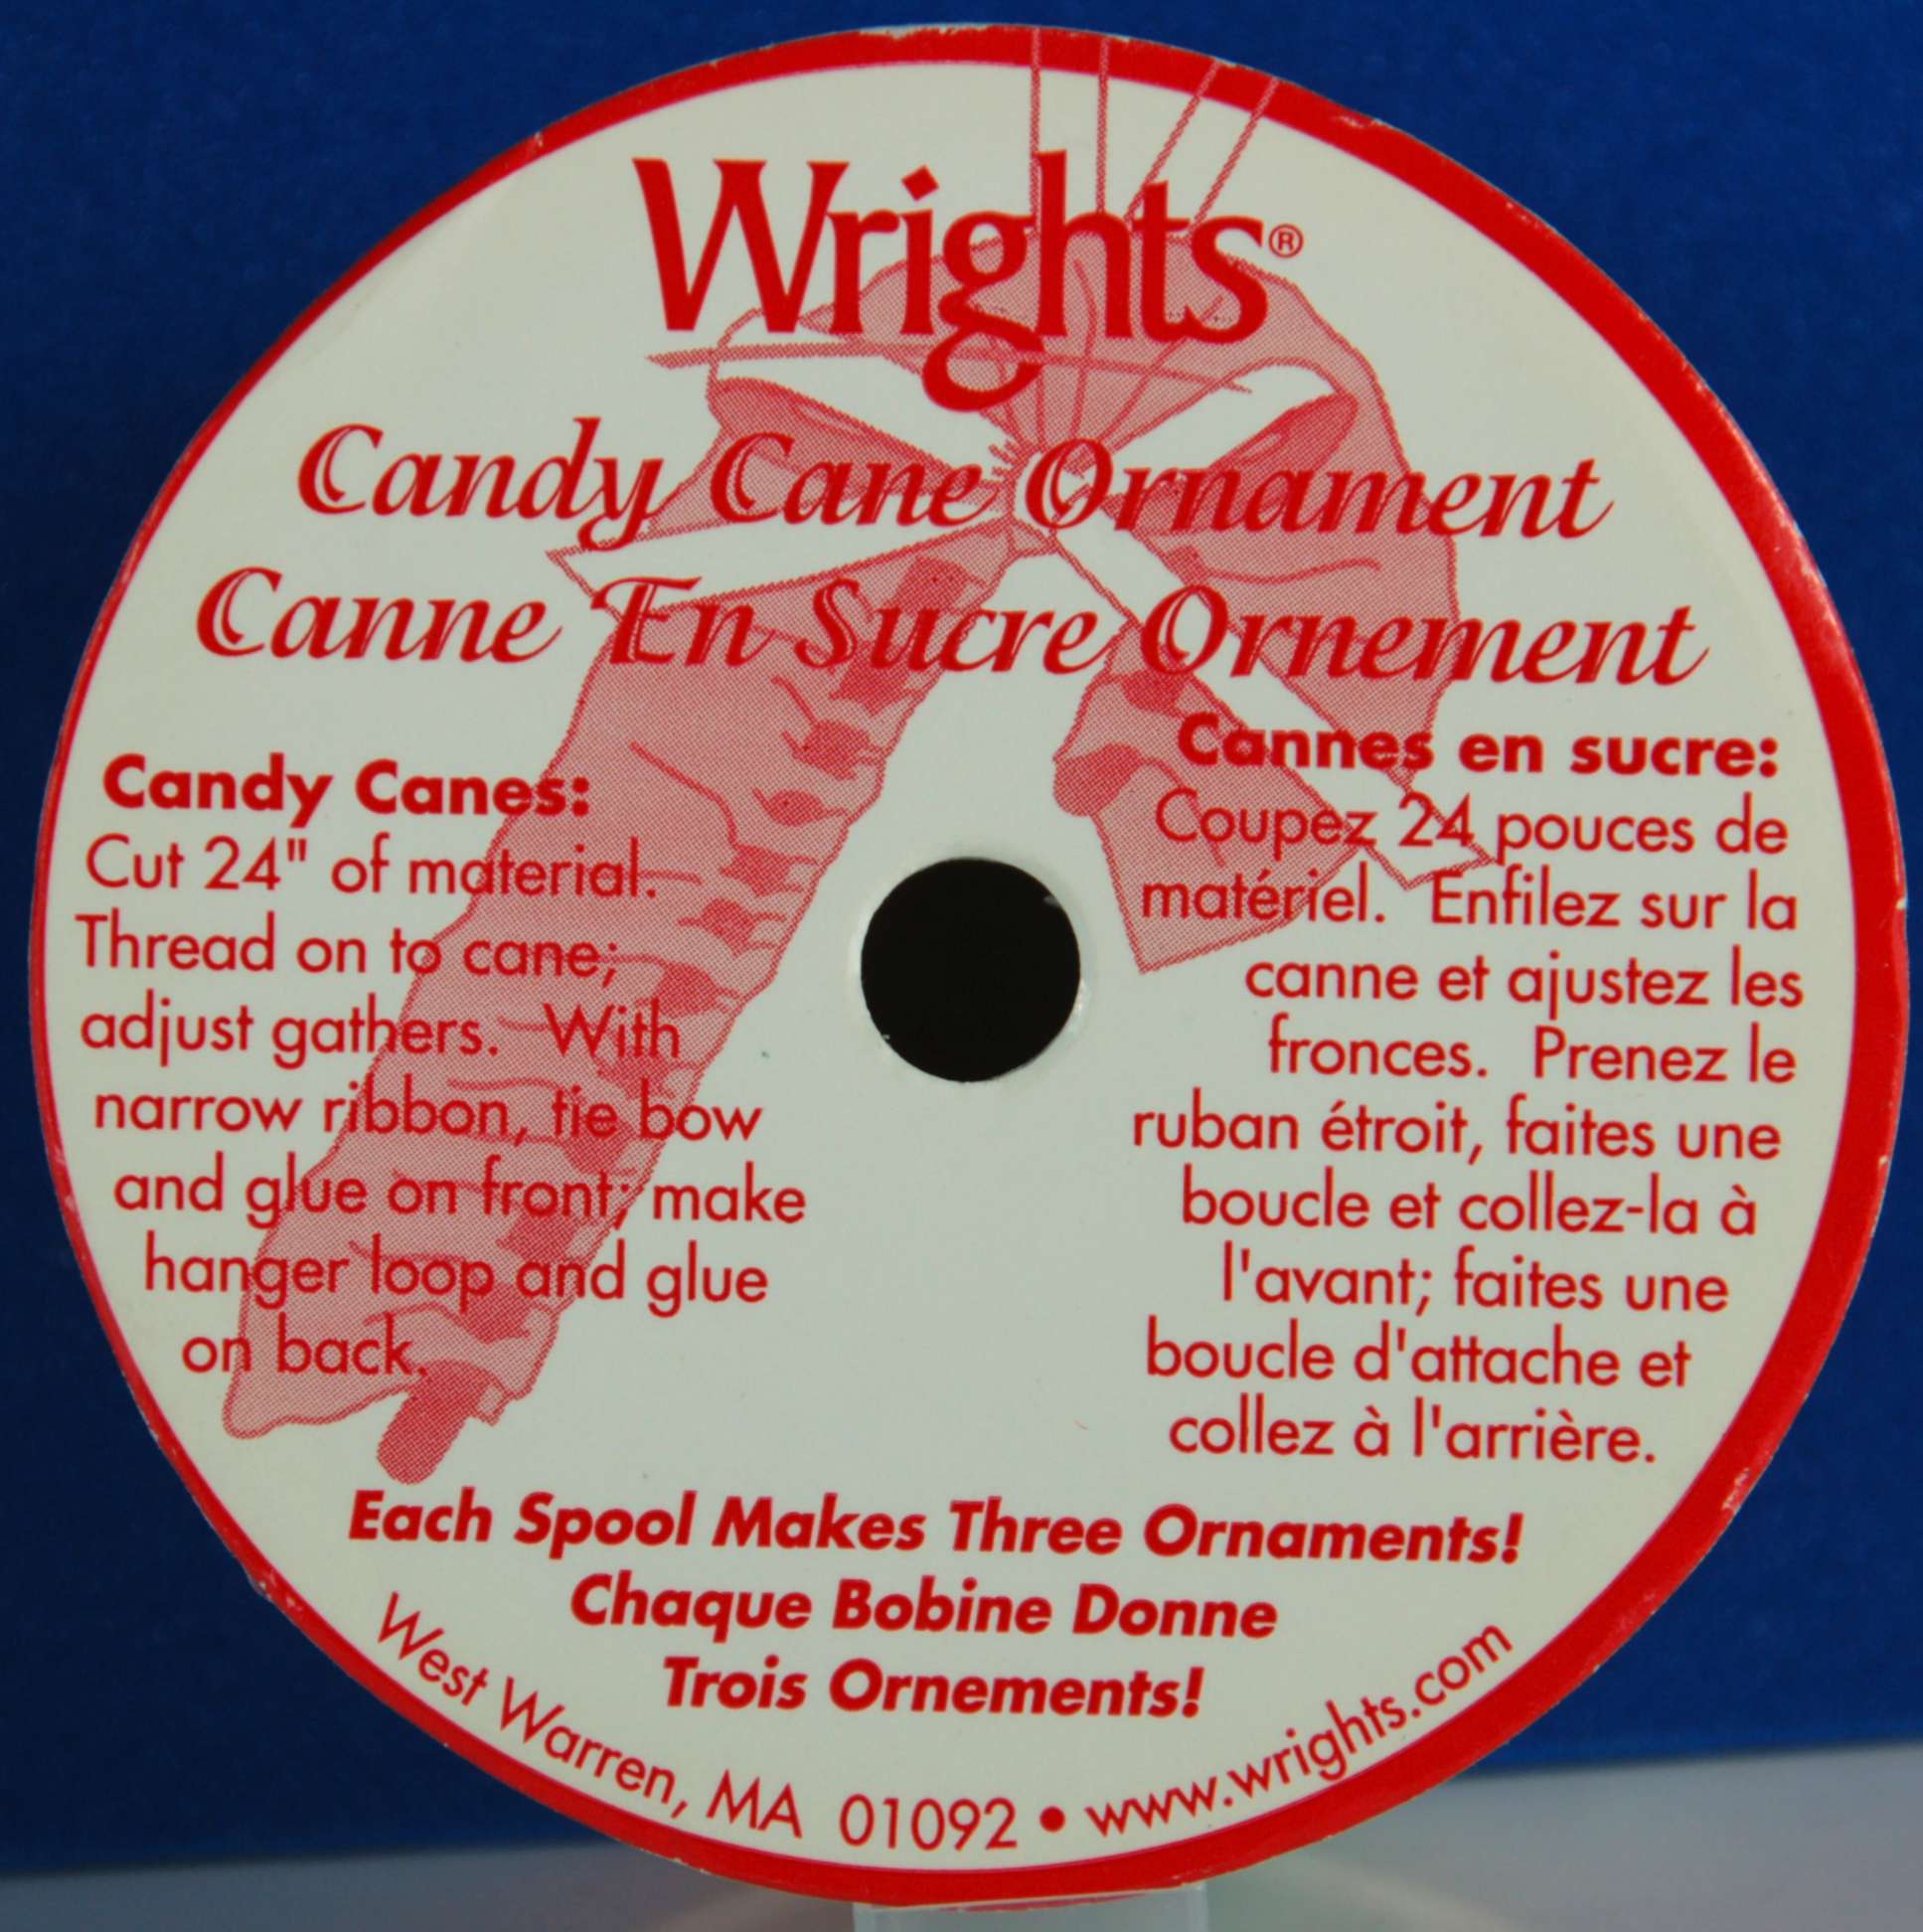 Wrights®
Candy Cane Ornament
Canne En Sucre Ornement
Candy Canes:
Cut 24" of material.
Thread on to cane;
adjust gathers. With
narrow ribbon, tie bow
and glue on front; make
hanger loop and glue
on back.
Cannes en sucre:
Coupez 24 pouces de
matériel. Enfilez sur la
canne et ajustez les
fronces. Prenez le
ruban étroit, faites une
boucle et collez-la à
l'avant; faites une
boucle d'attache et
collez à l'arrière.
Each Spool Makes Three Ornaments!
Chaque Bobine Donne
Trois Ornements!
West Warren, MA 01092 • www.wrights.com